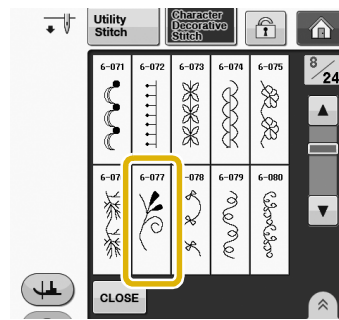 Utility
Stitch
Character
Decorative
Stitch
8/24
6-071 6-072 6-073 6-074 6-075
6-07 6-077 -078 6-079 6-080
CLOSE